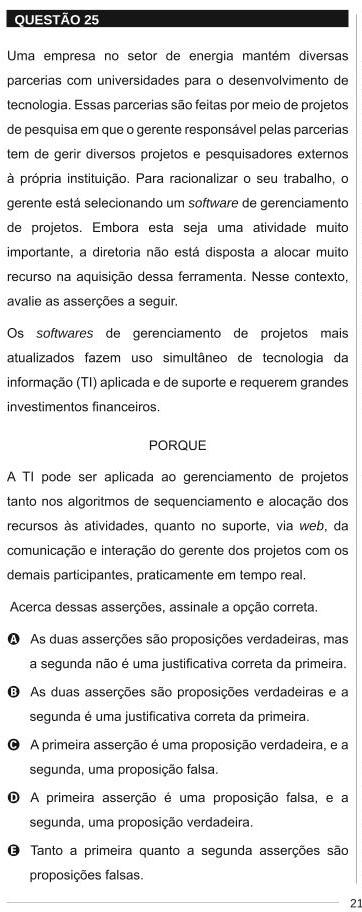 QUESTÃO 25
Uma empresa no setor de energia mantém diversas
parcerias com universidades para o desenvolvimento de
tecnologia. Essas parcerias são feitas por meio de projetos
de pesquisa em que o gerente responsável pelas parcerias
tem de gerir diversos projetos e pesquisadores externos
à própria instituição. Para racionalizar o seu trabalho, o
gerente está selecionando um software de gerenciamento
de projetos. Embora esta seja uma atividade muito
importante, a diretoria não está disposta a alocar muito
recurso na aquisição dessa ferramenta. Nesse contexto,
avalie as asserções a seguir.
Os softwares de gerenciamento de projetos mais
atualizados fazem uso simultâneo de tecnologia da
informação (TI) aplicada e de suporte e requerem grandes
investimentos financeiros.
PORQUE
A TI pode ser aplicada ao gerenciamento de projetos
tanto nos algoritmos de sequenciamento e alocação dos
recursos às atividades, quanto no suporte, via web, da
comunicação e interação do gerente dos projetos com os
demais participantes, praticamente em tempo real.
Acerca dessas asserções, assinale a opção correta.
A As duas asserções são proposições verdadeiras, mas
a segunda não é uma justificativa correta da primeira.
B As duas asserções são proposições verdadeiras e a
segunda é uma justificativa correta da primeira.
C A primeira asserção é uma proposição verdadeira, e a
segunda, uma proposição falsa.
D A primeira asserção é uma proposição falsa, e a
segunda, uma proposição verdadeira.
E Tanto a primeira quanto a segunda asserções são
proposições falsas.
21